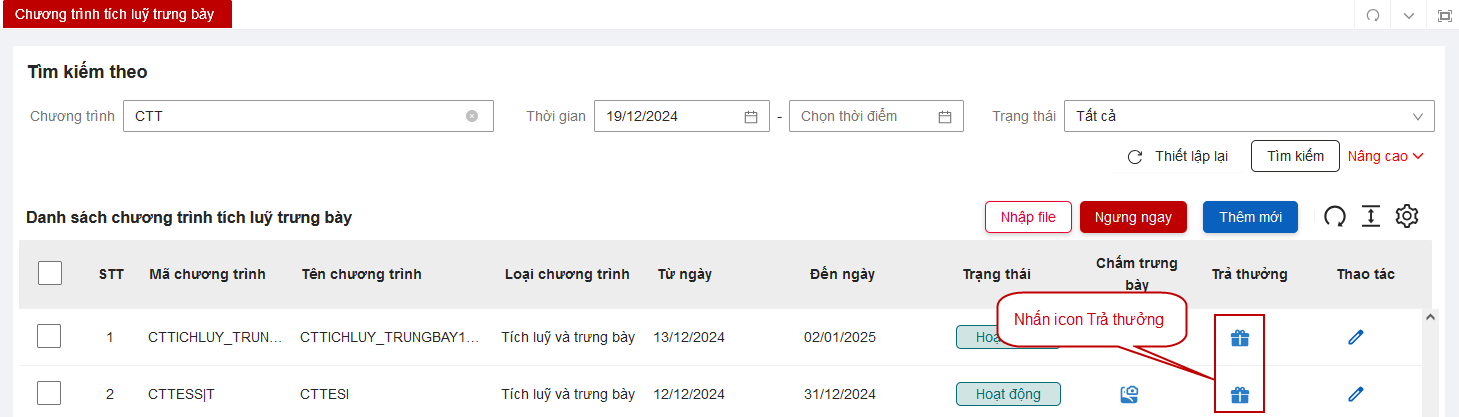 Chương trình tích luỹ trưng bày
Tìm kiếm theo
Chương trình CTT Thời gian 19/12/2024 - Chọn thời điểm Trạng thái Tất cả
Thiết lập lại Tìm kiếm Nâng cao
Danh sách chương trình tích luỹ trưng bày Nhập file Ngưng ngay Thêm mới
STT Mã chương trình Tên chương trình Loại chương trình Từ ngày Đến ngày Trạng thái Chấm trưng bày Trả thưởng Thao tác
Nhấn icon Trả thưởng
1 CTTICHLUY_TRUN... CTTICHLUY_TRUNGBAY1... Tích luỹ và trưng bày 13/12/2024 02/01/2025
2 CTTESS|T CTTESI Tích luỹ và trưng bày 12/12/2024 31/12/2024 Hoạt động